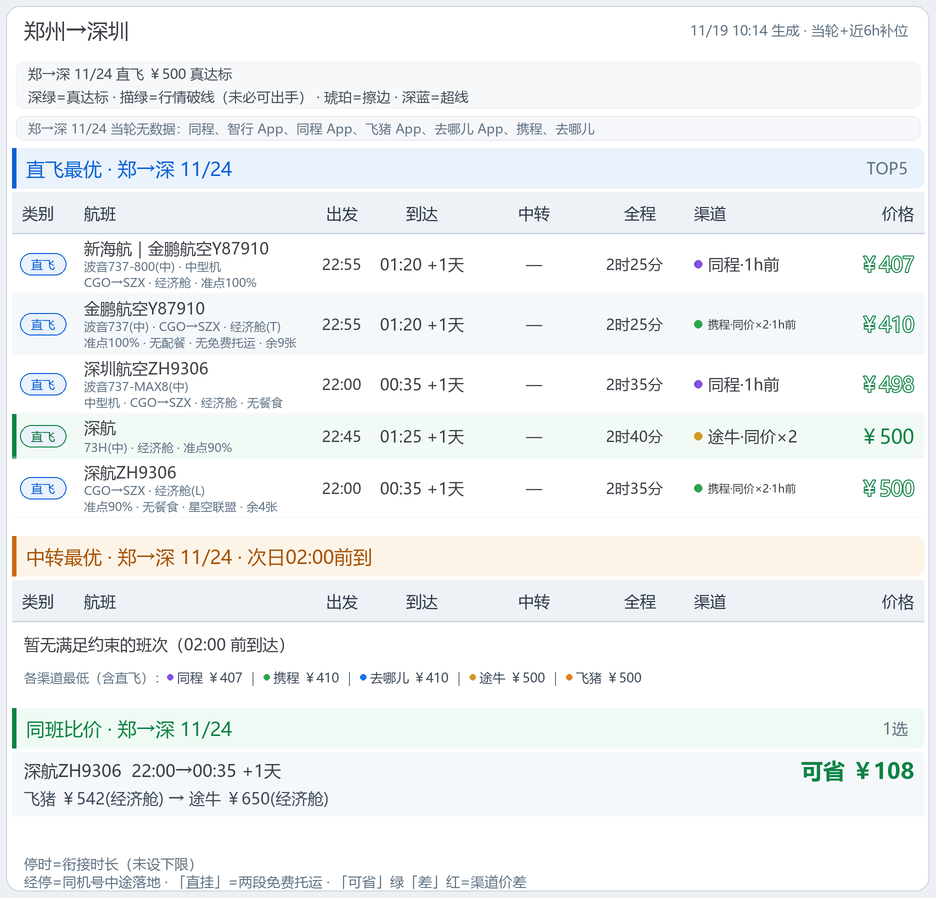 郑州→深圳
11/19 10:14 生成 · 当轮+近6h补位
郑→深 11/24 直飞 ¥500 真达标
深绿=真达标 · 描绿=行情破线（未必可出手） · 琥珀=擦边 · 深蓝=超线
郑→深 11/24 当轮无数据：同程、智行 App、同程 App、飞猪 App、去哪儿 App、携程、去哪儿
直飞最优 · 郑→深 11/24 TOP5
类别 航班 出发 到达 中转 全程 渠道 价格
新海航｜金鹏航空Y87910
直飞 波音737-800(中) · 中型机 22:55 01:20 +1天 — 2时25分 同程·1h前 ¥407
CGO→SZX · 经济舱 · 准点100%
金鹏航空Y87910
直飞 波音737(中) · CGO→SZX · 经济舱(T) 22:55 01:20 +1天 — 2时25分 携程·同价×2·1h前 ¥410
准点100% · 无配餐 · 无免费托运 · 余9张
深圳航空ZH9306
直飞 波音737-MAX8(中) 22:00 00:35 +1天 — 2时35分 同程·1h前 ¥498
中型机 · CGO→SZX · 经济舱 · 无餐食
深航
直飞 22:45 01:25 +1天 — 2时40分 途牛·同价×2 ¥500
73H(中) · 经济舱 · 准点90%
深航ZH9306
直飞 CGO→SZX · 经济舱(L) 22:00 00:35 +1天 — 2时35分 携程·同价×2·1h前 ¥500
准点90% · 无餐食 · 星空联盟 · 余4张
中转最优 · 郑→深 11/24 · 次日02:00前到
类别 航班 出发 到达 中转 全程 渠道 价格
暂无满足约束的班次（02:00 前到达）
各渠道最低（含直飞）: 同程 ¥407 | 携程 ¥410 | 去哪儿 ¥410 | 途牛 ¥500 | 飞猪 ¥500
同班比价 · 郑→深 11/24 1选
深航ZH9306 22:00→00:35 +1天 可省 ¥108
飞猪 ¥542(经济舱) → 途牛 ¥650(经济舱)
停时=衔接时长（未设下限）
经停=同机号中途落地 · 「直挂」=两段免费托运 · 「可省」绿「差」红=渠道价差